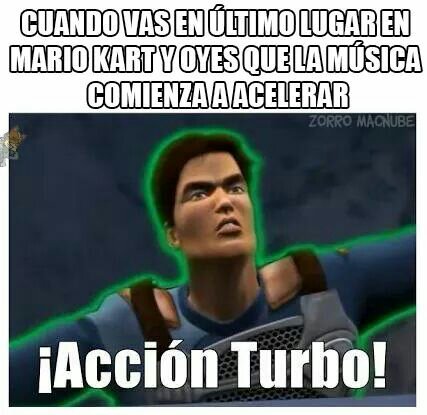 CUANDO VAS EN ÚLTIMO LUGAR EN
MARIO KART Y OYES QUE LA MÚSICA
COMIENZA A ACELERAR
ZORRO MACNUBE
¡Acción Turbo!